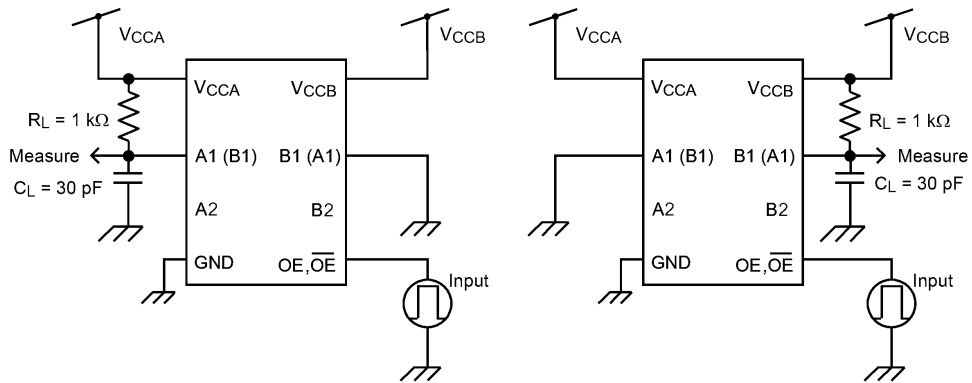 VCCA
VCCB
VCCA
VCCB
RL = 1 kΩ
Measure
CL = 30 pF
A1 (B1)
B1 (A1)
A2
B2
GND
OE,OE̅
Input
VCCA
VCCB
VCCA
VCCB
RL = 1 kΩ
Measure
CL = 30 pF
A1 (B1)
B1 (A1)
A2
B2
GND
OE,OE̅
Input